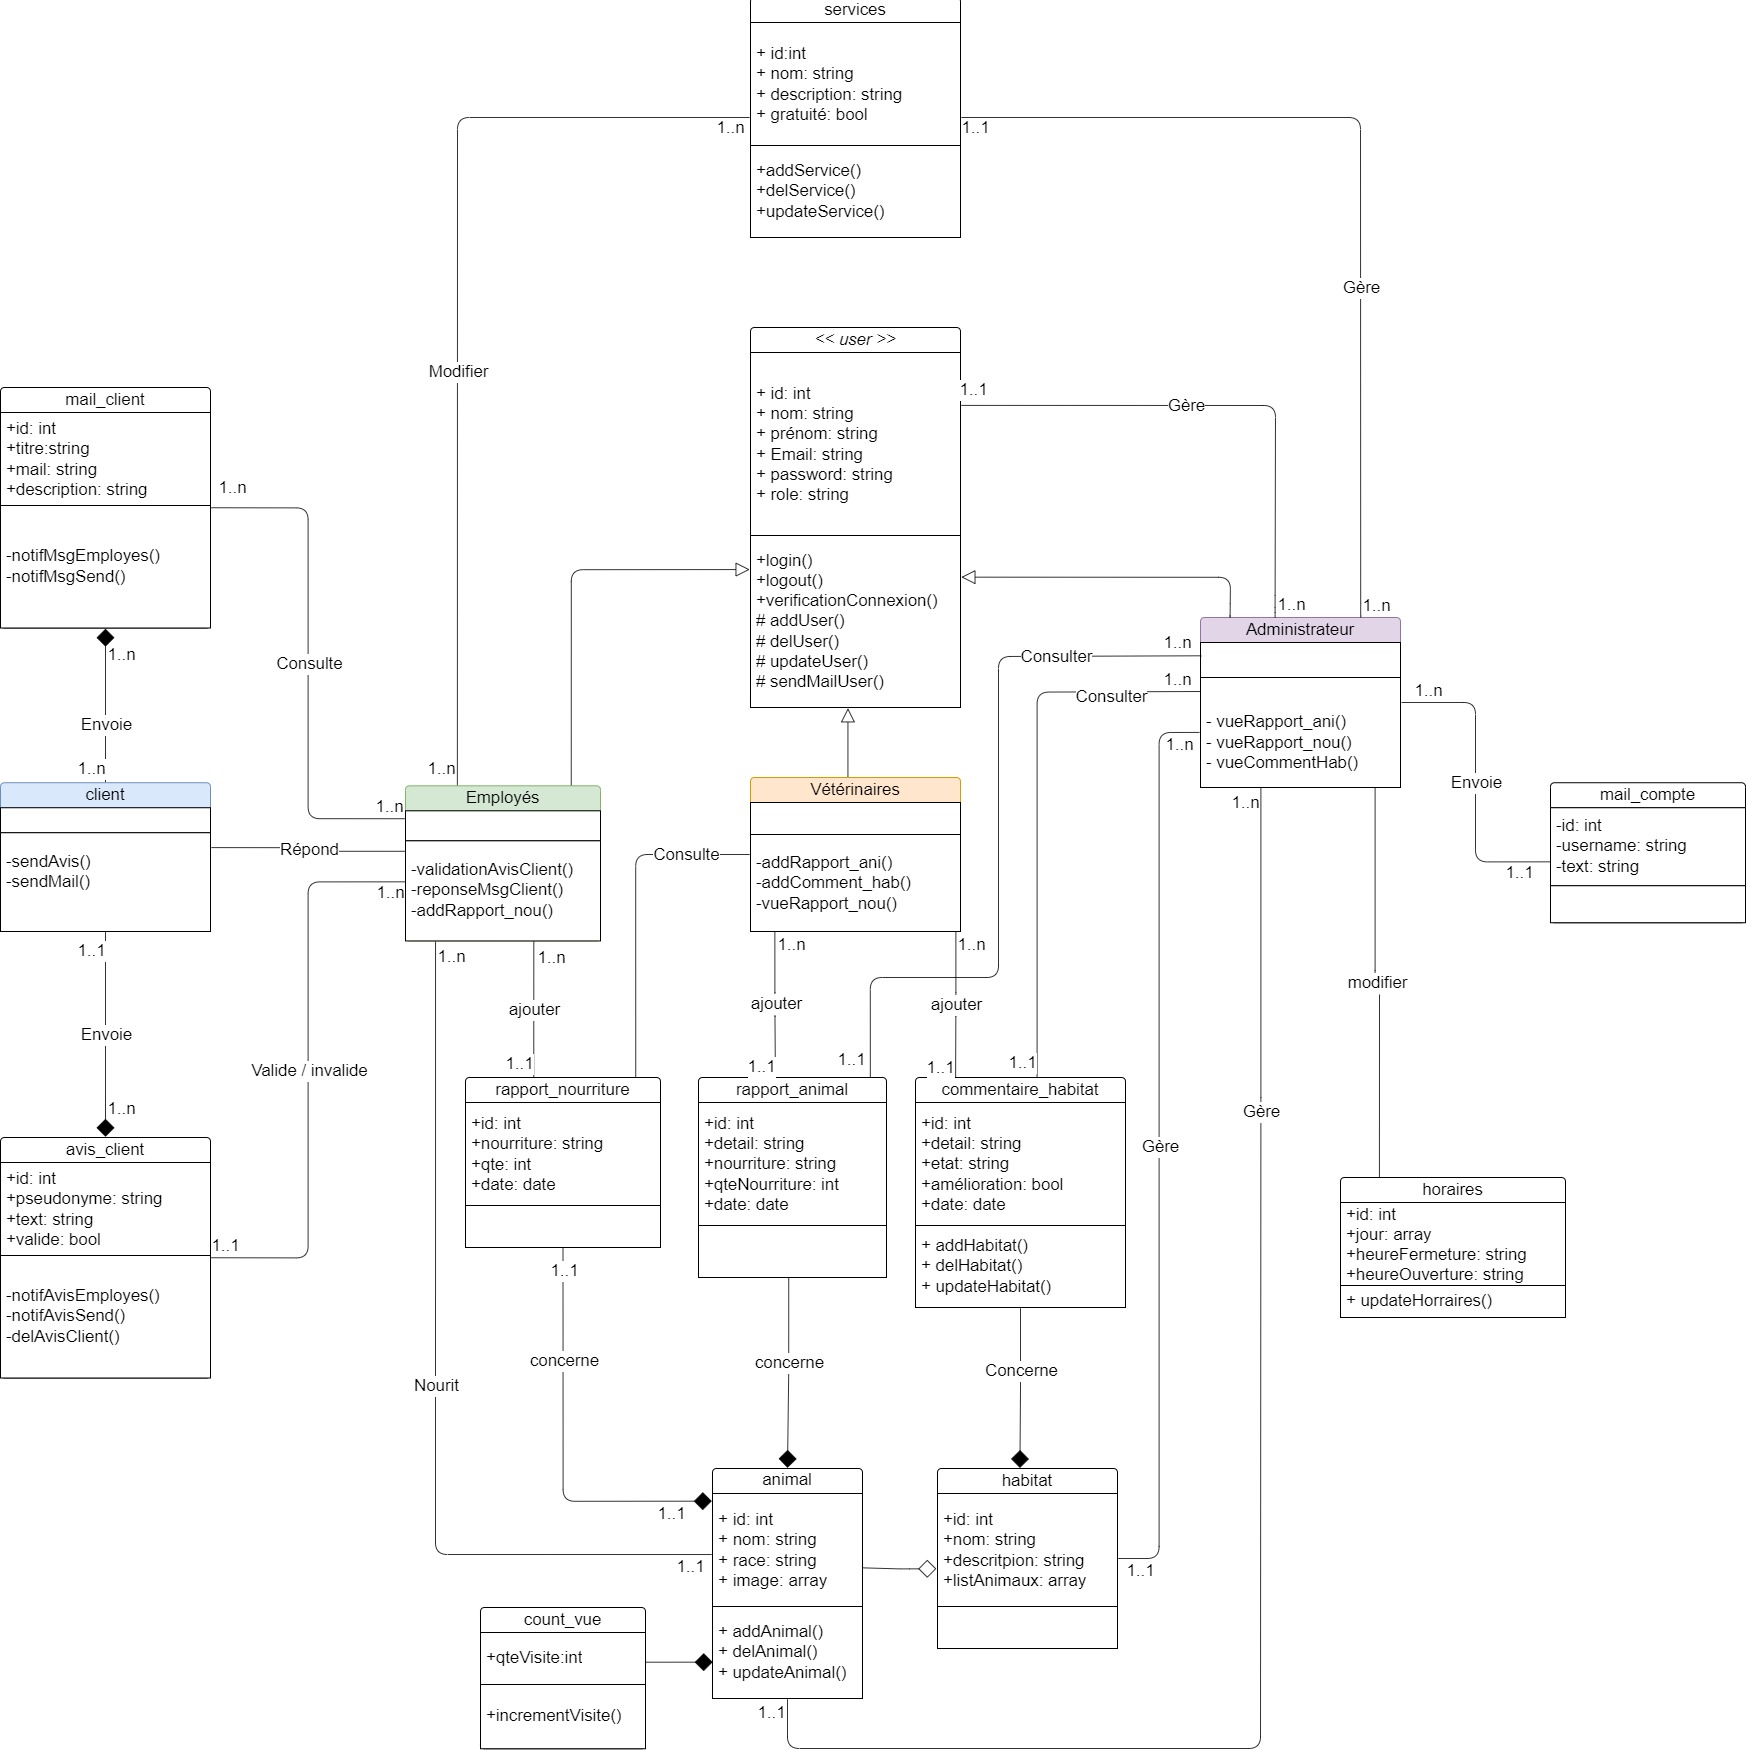 services
+ id:int
+ nom: string
+ description: string
+ gratuité: bool
+addService()
+delService()
+updateService()
1..n
1..1
Gère
Modifier
<< user >>
+ id: int
+ nom: string
+ prénom: string
+ Email: string
+ password: string
+ role: string
+login()
+logout()
+verificationConnexion()
# addUser()
# delUser()
# updateUser()
# sendMailUser()
1..1
Gère
1..n
1..n
mail_client
+id: int
+titre:string
+mail: string
+description: string
-notifMsgEmployes()
-notifMsgSend()
1..n
Consulte
1..n
Envoie
1..n
client
-sendAvis()
-sendMail()
Répond
1..n
1..n
Employés
-validationAvisClient()
-reponseMsgClient()
-addRapport_nou()
1..n
1..n
1..n
Consulte
Vétérinaires
-addRapport_ani()
-addComment_hab()
-vueRapport_nou()
1..n
1..n
Consulter
1..n
Consulter
1..n
1..n
Administrateur
- vueRapport_ani()
- vueRapport_nou()
- vueCommentHab()
1..n
1..n
Envoie
1..1
mail_compte
-id: int
-username: string
-text: string
1..1
Envoie
1..n
Valide / invalide
ajouter
1..1
ajouter
1..1
1..1
ajouter
1..1
1..1
modifier
avis_client
+id: int
+pseudonyme: string
+text: string
+valide: bool
-notifAvisEmployes()
-notifAvisSend()
-delAvisClient()
1..1
rapport_nourriture
+id: int
+nourriture: string
+qte: int
+date: date
1..1
concerne
1..1
rapport_animal
+id: int
+detail: string
+nourriture: string
+qteNourriture: int
+date: date
concerne
commentaire_habitat
+id: int
+detail: string
+etat: string
+amélioration: bool
+date: date
+ addHabitat()
+ delHabitat()
+ updateHabitat()
Concerne
Gère
Gère
horaires
+id: int
+jour: array
+heureFermeture: string
+heureOuverture: string
+ updateHorraires()
Nourit
1..1
animal
+ id: int
+ nom: string
+ race: string
+ image: array
+ addAnimal()
+ delAnimal()
+ updateAnimal()
1..1
habitat
+id: int
+nom: string
+descritpion: string
+listAnimaux: array
1..1
count_vue
+qteVisite:int
+incrementVisite()